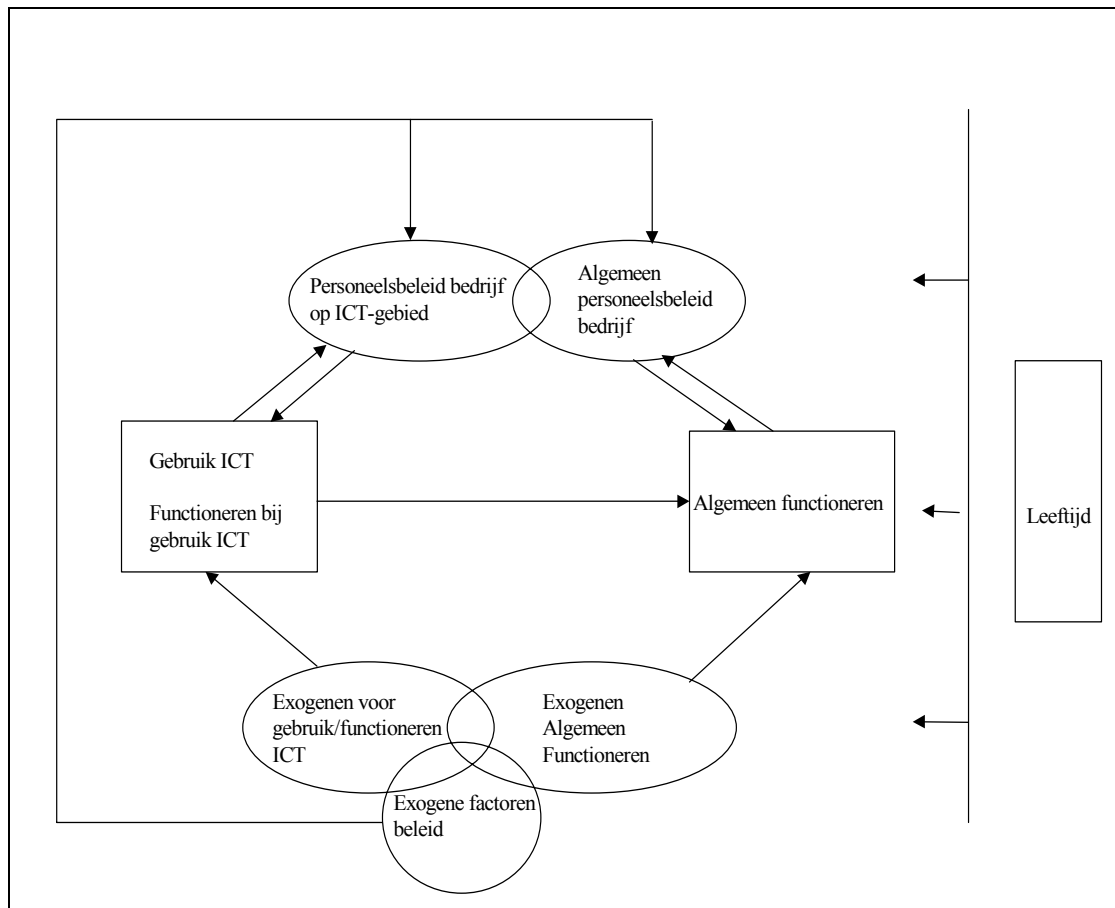 Personeelsbeleid bedrijf
op ICT-gebied
Algemeen
personeelsbeleid
bedrijf
Gebruik ICT
Functioneren bij
gebruik ICT
Algemeen functioneren
Leeftijd
Exogenen voor
gebruik/functioneren
ICT
Exogenen
Algemeen
Functioneren
Exogene factoren
beleid